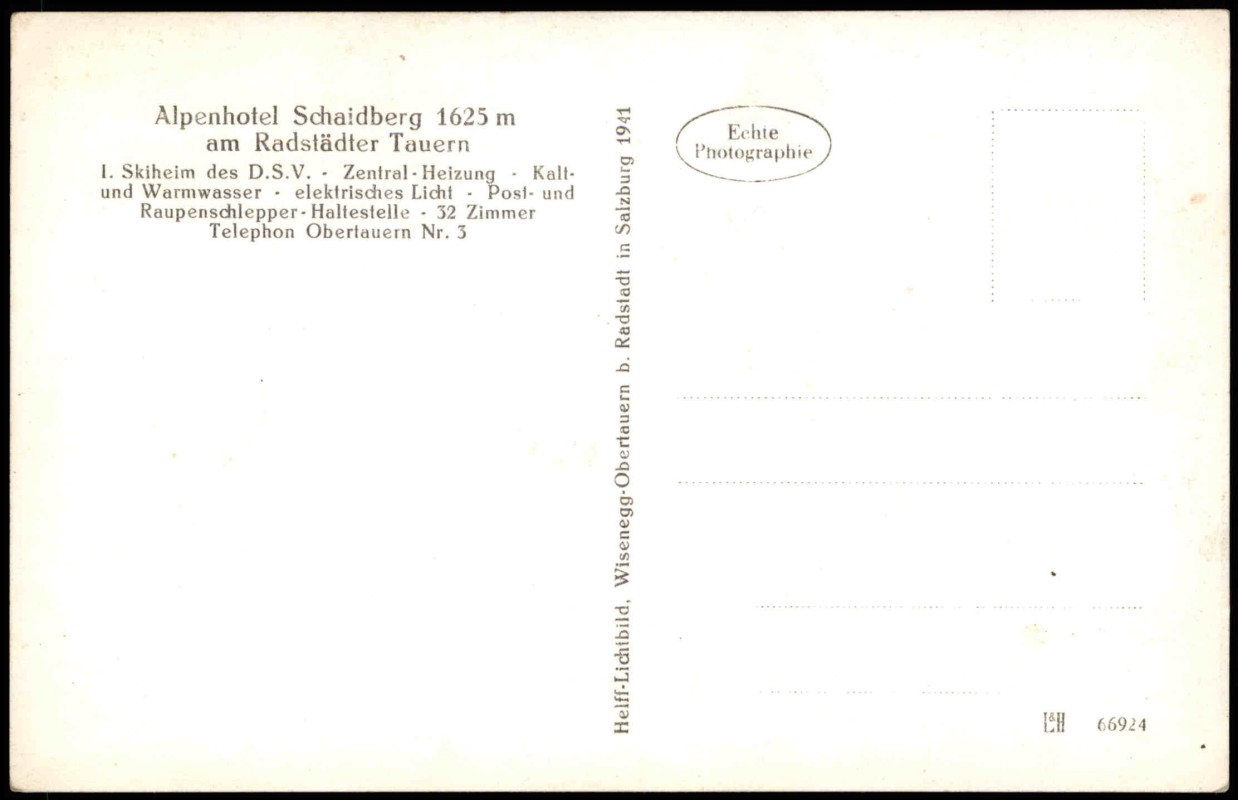 Alpenhotel Schaidberg 1625 m
am Radstädter Tauern
I. Skiheim des D.S.V. - Zentral-Heizung - Kalt-
und Warmwasser - elektrisches Licht - Post- und
Raupenschlepper-Haltestelle - 32 Zimmer
Telephon Obertauern Nr. 3
Helff-Lichtbild, Wisenegg-Obertauern b. Radstadt in Salzburg 1941
Echte
Photographie
L&H 66924